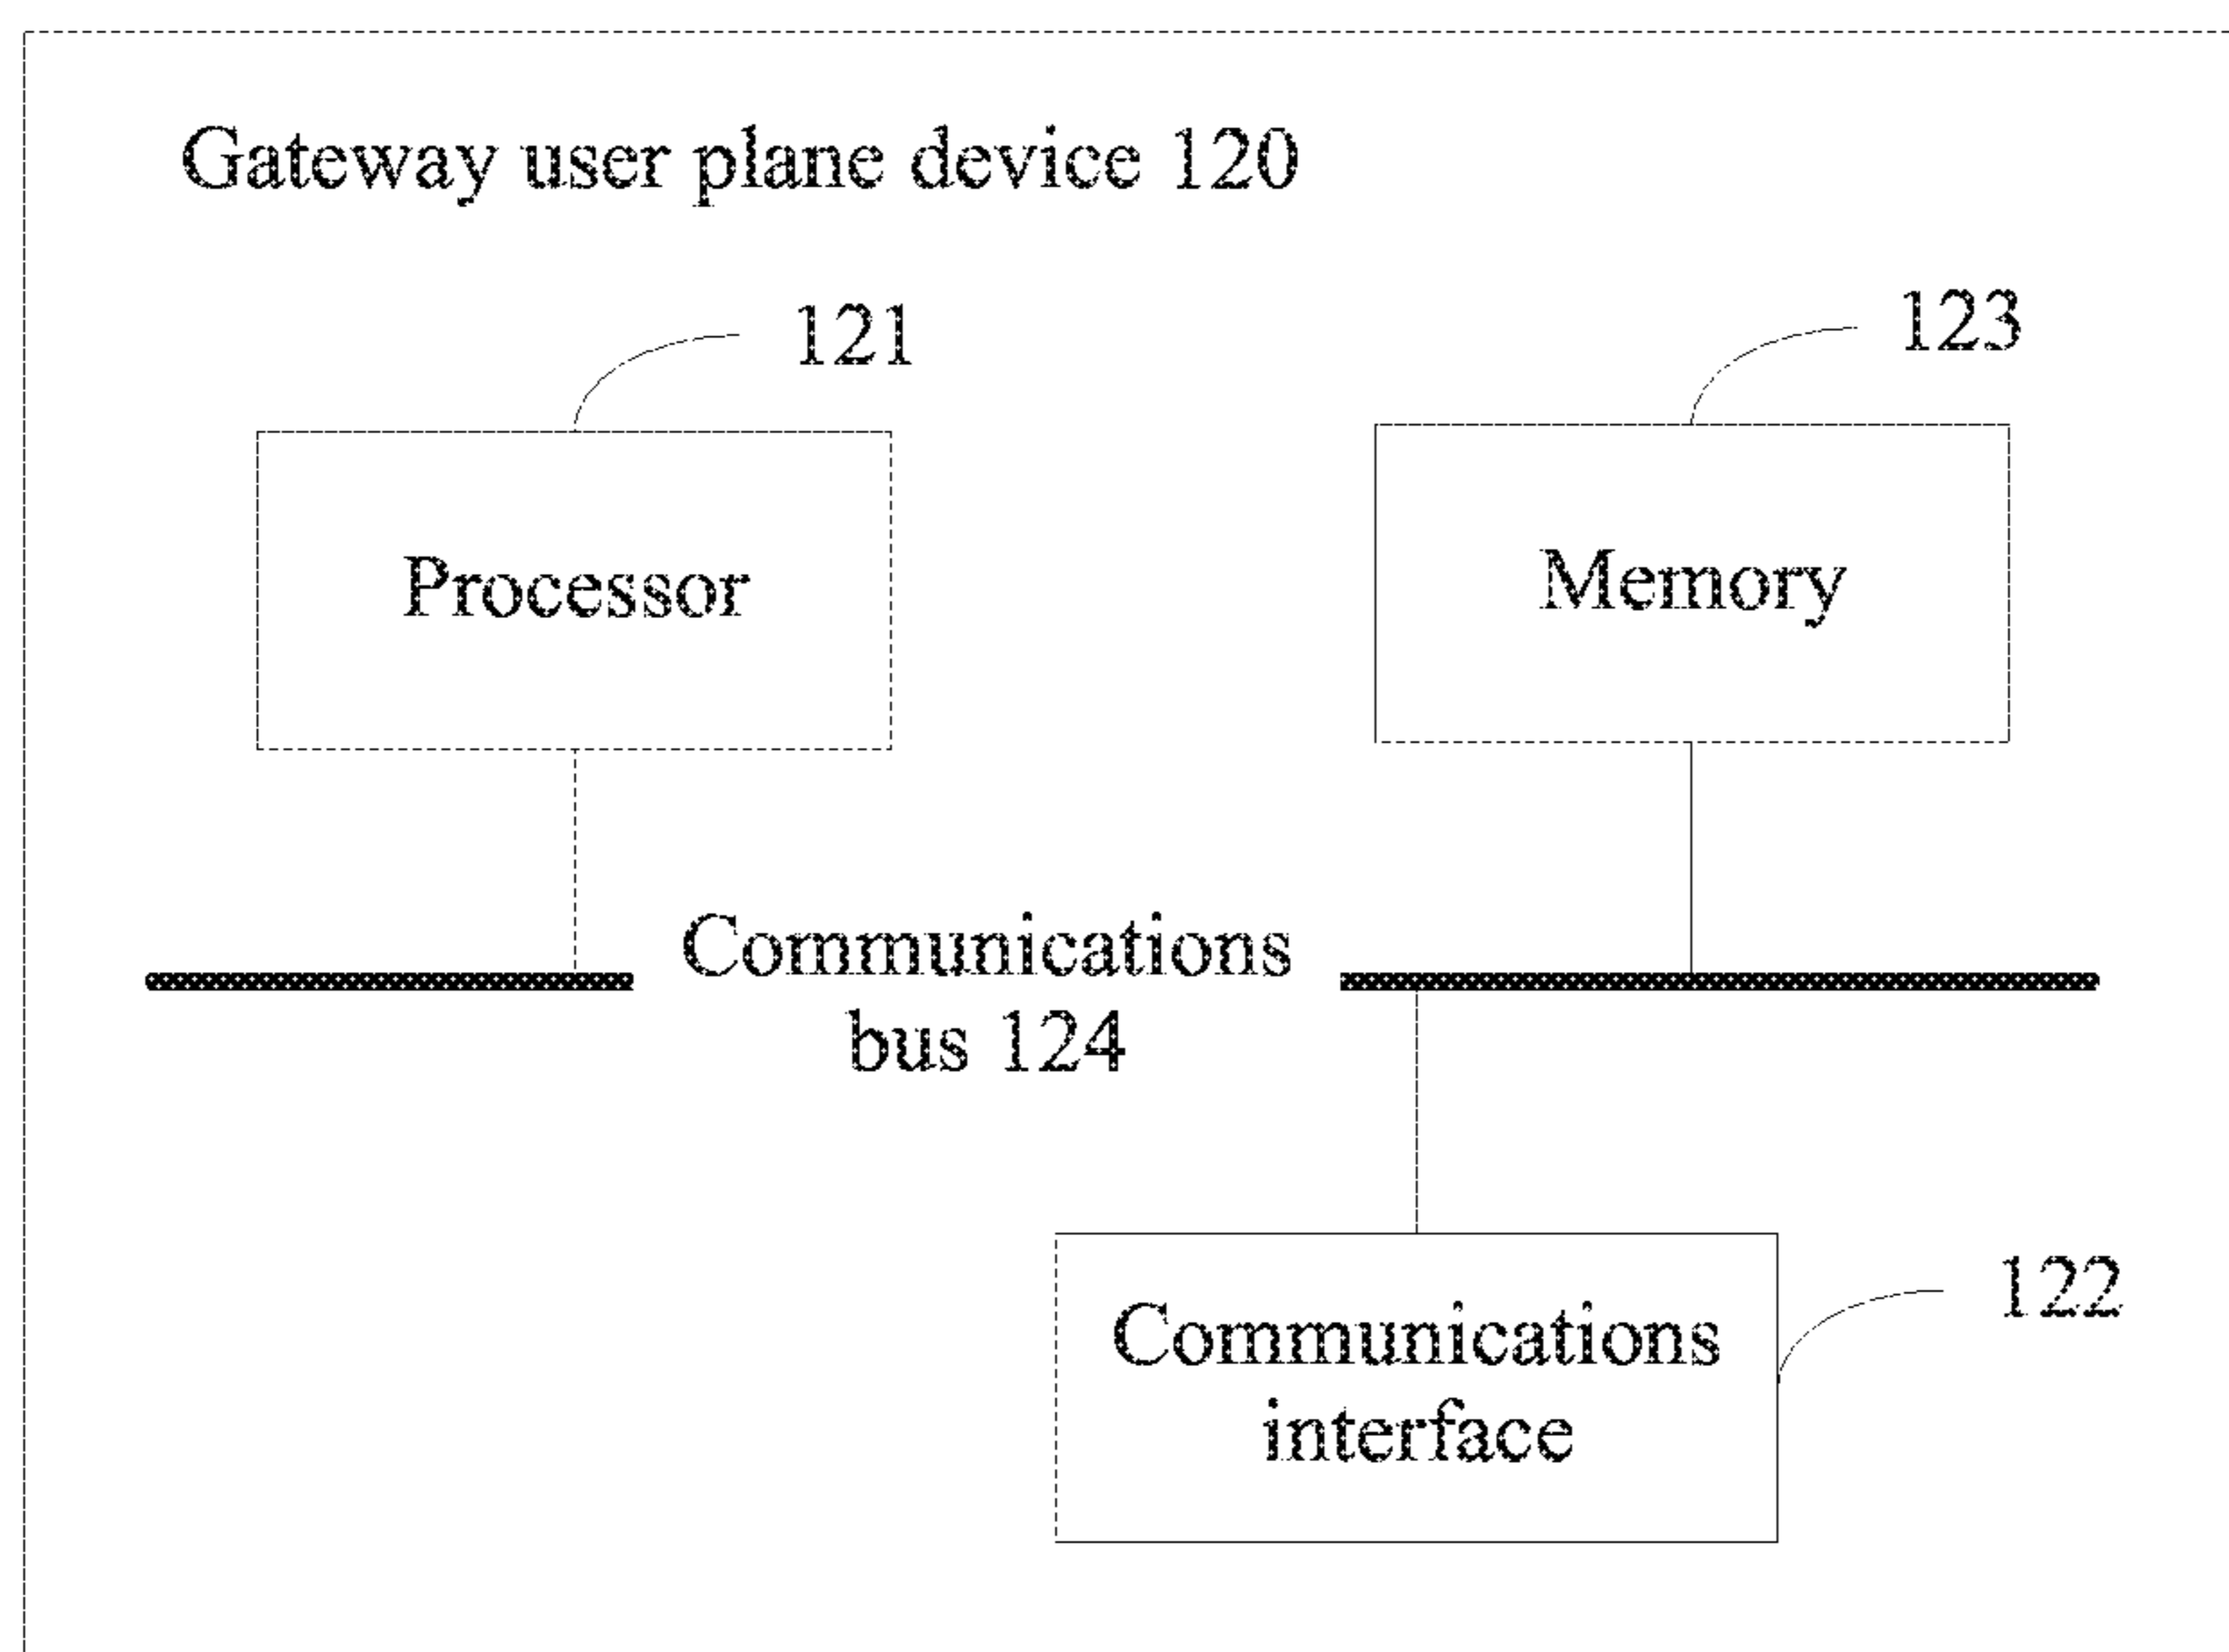 Gateway user plane device 120
121
123
Processor
Memory
Communications
bus 124
122
Communications
interface